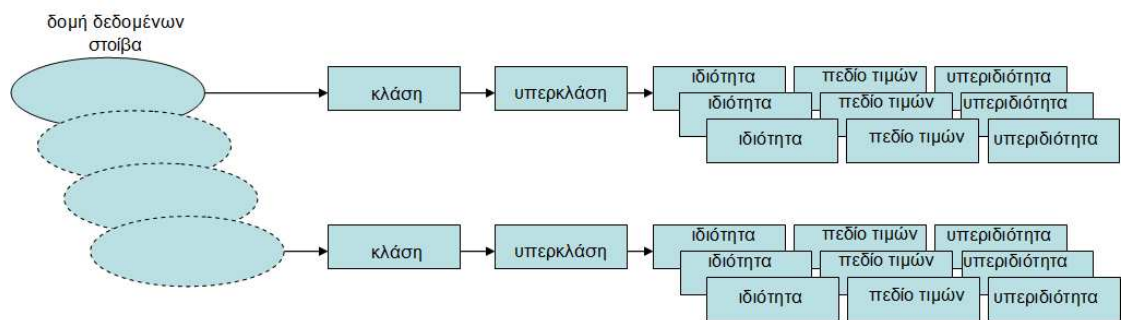 δομή δεδομένων
στοίβα
κλάση
υπερκλάση
ιδιότητα
πεδίο τιμών
υπεριδιότητα
ιδιότητα
πεδίο τιμών
υπεριδιότητα
ιδιότητα
πεδίο τιμών
υπεριδιότητα
κλάση
υπερκλάση
ιδιότητα
πεδίο τιμών
υπεριδιότητα
ιδιότητα
πεδίο τιμών
υπεριδιότητα
ιδιότητα
πεδίο τιμών
υπεριδιότητα